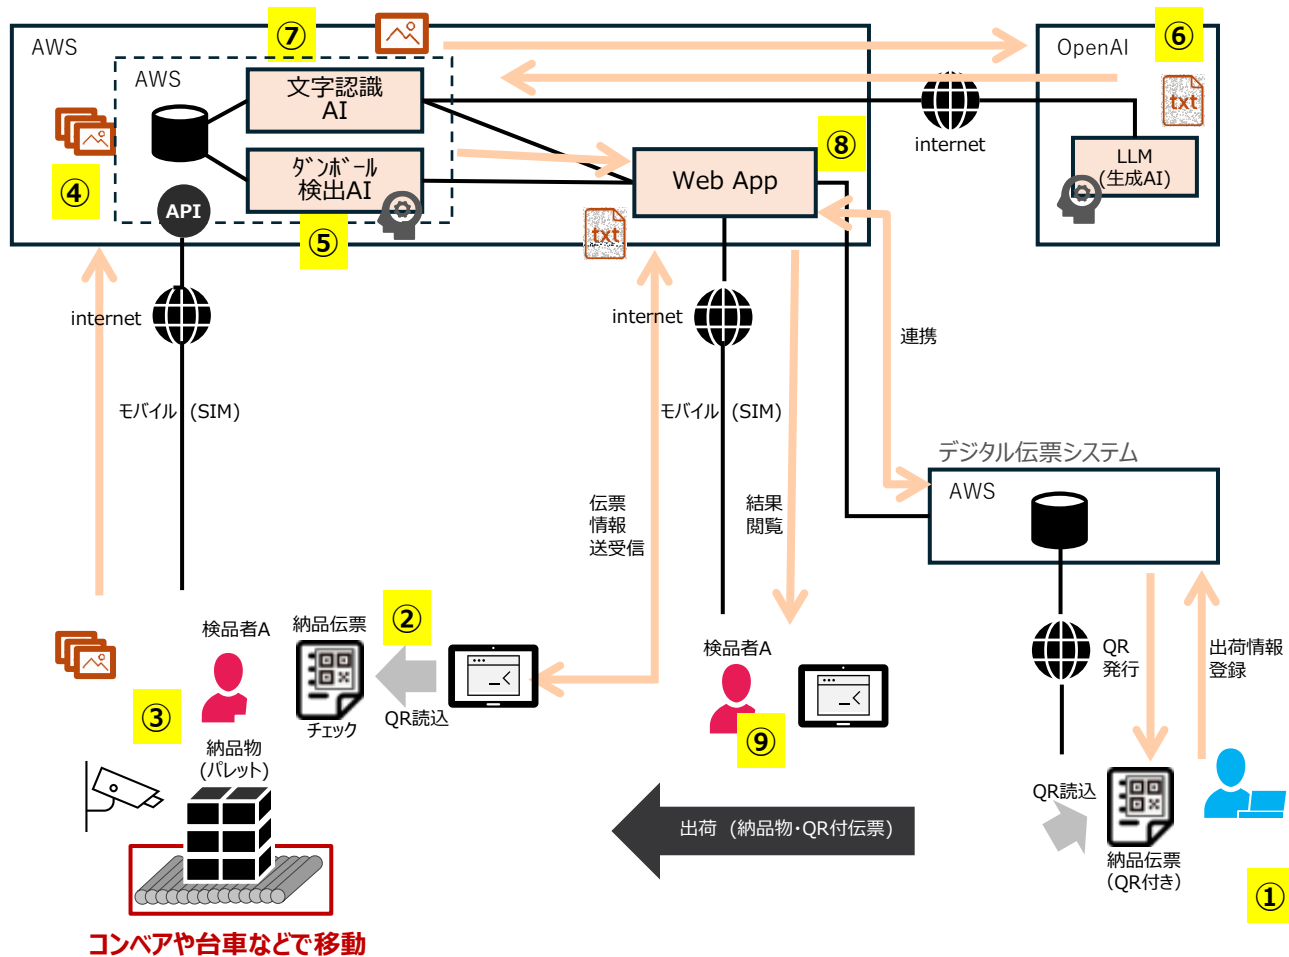 ⑦
⑥
AWS
OpenAI
AWS
文字認識
AI
txt
internet
⑧
LLM
(生成AI)
ダンボール
検出AI
Web App
④
API
⑤
txt
internet
internet
連携
モバイル (SIM)
モバイル (SIM)
デジタル伝票システム
AWS
伝票
情報
送受信
結果
閲覧
②
検品者A
納品伝票
QR読込
チェック
検品者A
⑨
QR
発行
出荷情報
登録
③
納品物
(パレット)
QR読込
出荷 (納品物・QR付伝票)
納品伝票
(QR付き)
①
コンベアや台車などで移動